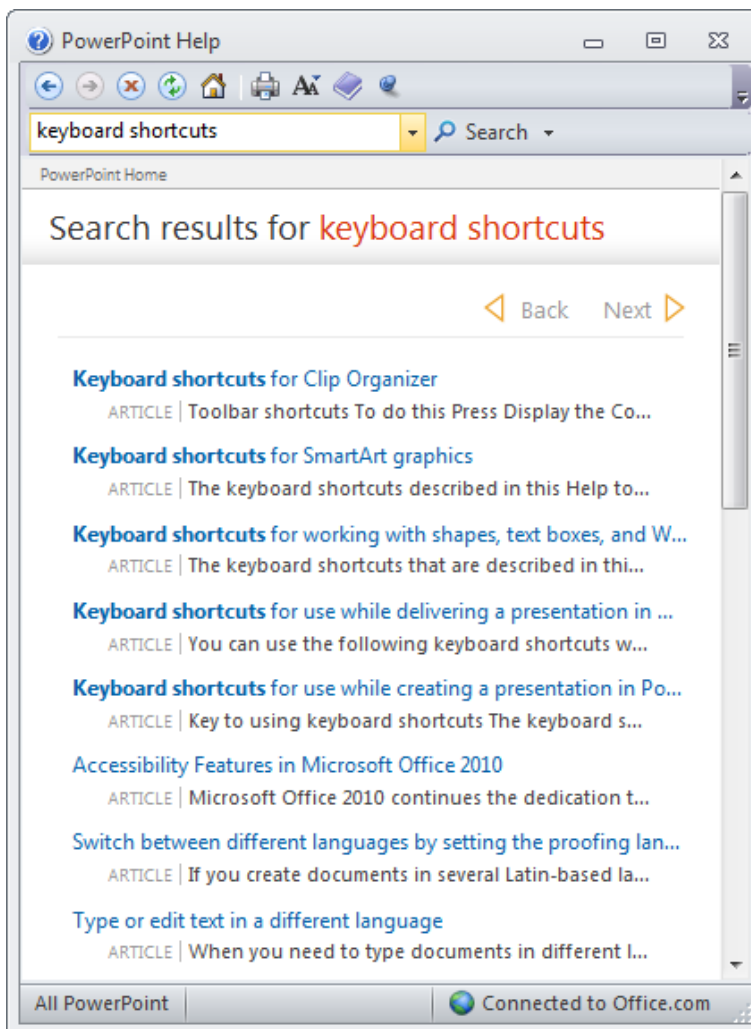 PowerPoint Help
keyboard shortcuts
Search
PowerPoint Home
Search results for keyboard shortcuts
Back Next
Keyboard shortcuts for Clip Organizer
ARTICLE | Toolbar shortcuts To do this Press Display the Co...
Keyboard shortcuts for SmartArt graphics
ARTICLE | The keyboard shortcuts described in this Help to...
Keyboard shortcuts for working with shapes, text boxes, and W...
ARTICLE | The keyboard shortcuts that are described in thi...
Keyboard shortcuts for use while delivering a presentation in ...
ARTICLE | You can use the following keyboard shortcuts w...
Keyboard shortcuts for use while creating a presentation in Po...
ARTICLE | Key to using keyboard shortcuts The keyboard s...
Accessibility Features in Microsoft Office 2010
ARTICLE | Microsoft Office 2010 continues the dedication t...
Switch between different languages by setting the proofing lan...
ARTICLE | If you create documents in several Latin-based la...
Type or edit text in a different language
ARTICLE | When you need to type documents in different l...
All PowerPoint Connected to Office.com